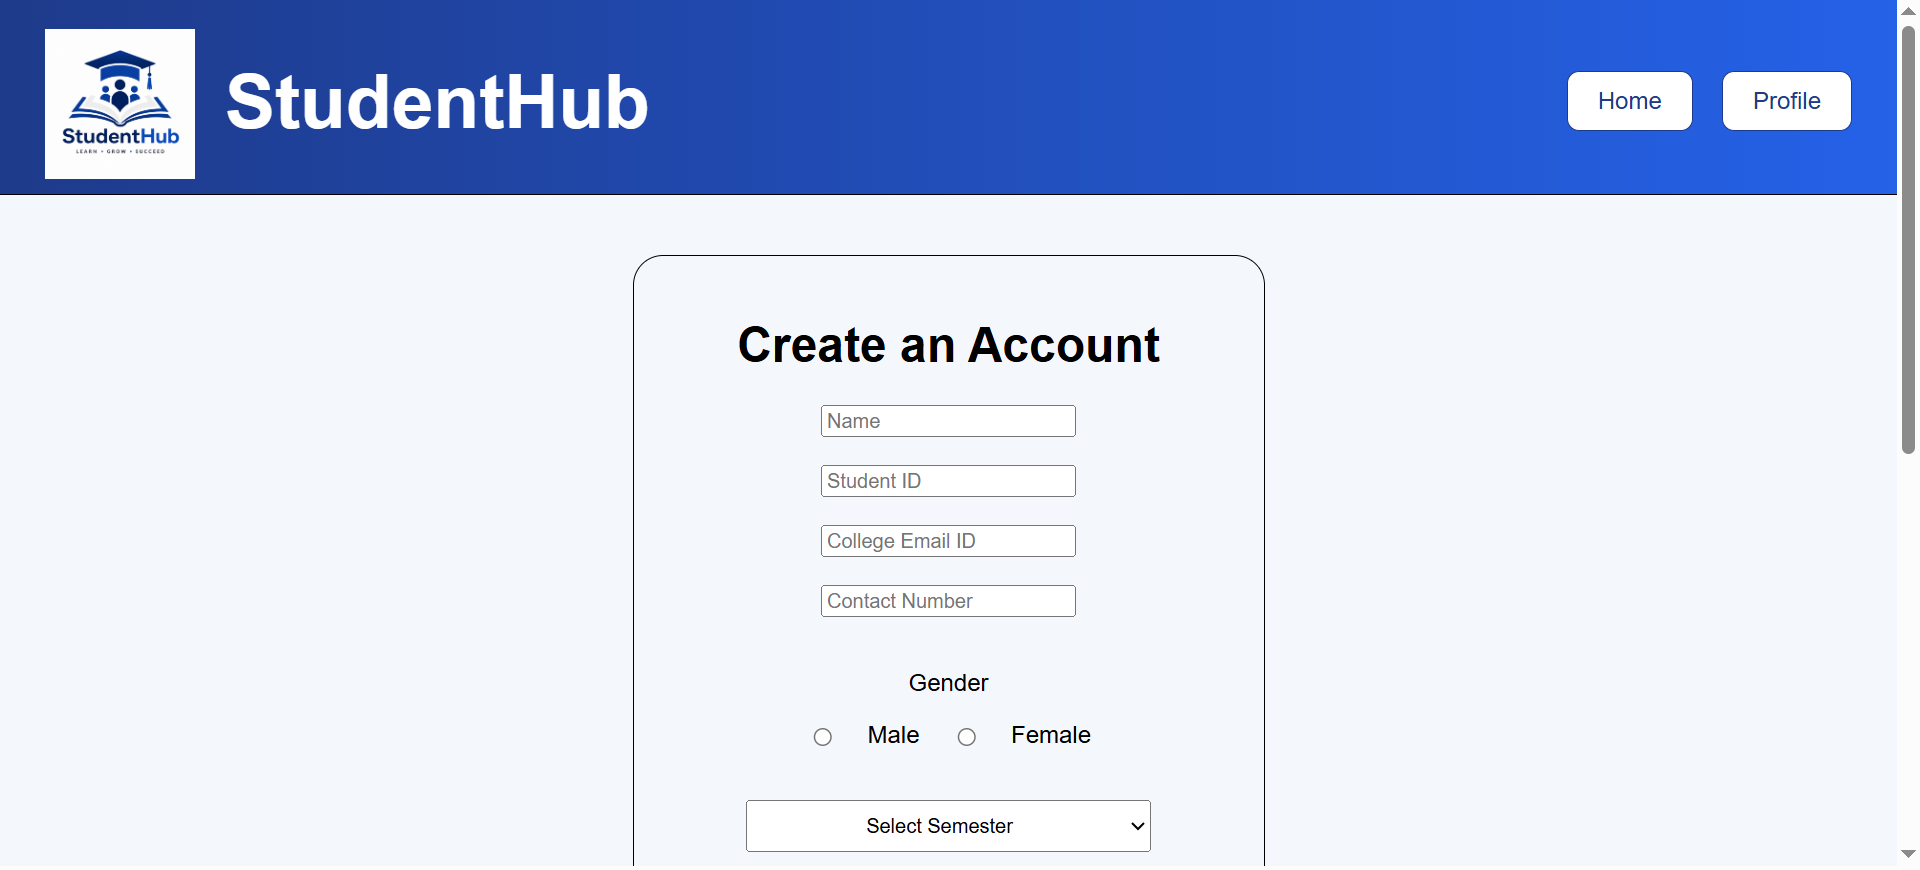 StudentHub
LEARN • GROW • SUCCEED
StudentHub
Home
Profile
Create an Account
Name
Student ID
College Email ID
Contact Number
Gender
Male Female
Select Semester